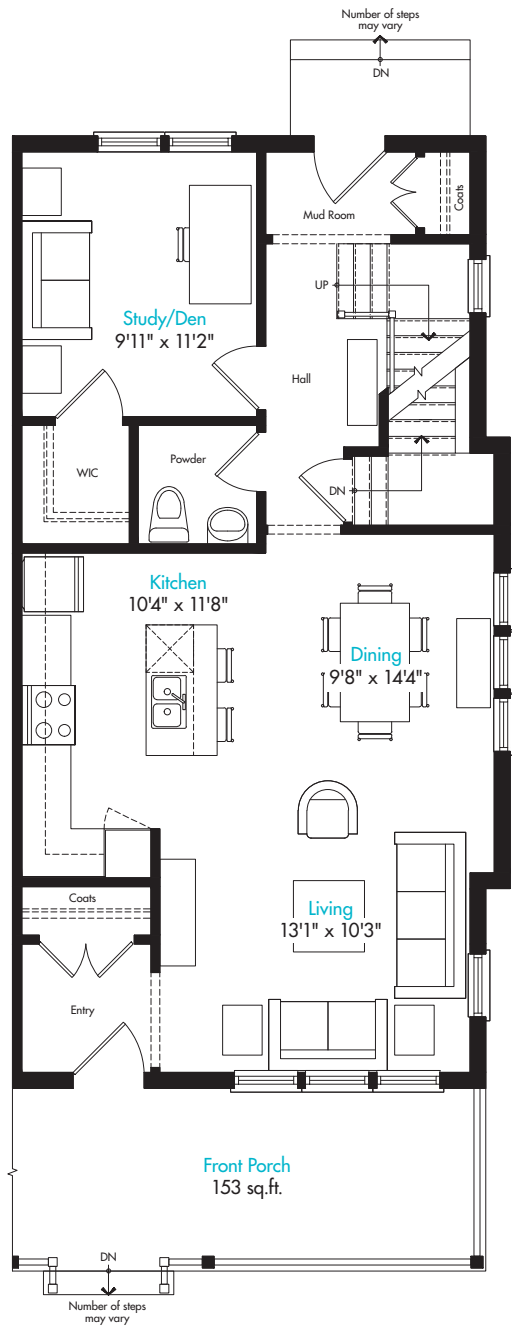 Number of steps
may vary
DN
Mud Room
Coats
UP
Study/Den
9'11" x 11'2"
Hall
WIC
Powder
DN
Kitchen
10'4" x 11'8"
Dining
9'8" x 14'4"
Coats
Living
13'1" x 10'3"
Entry
Front Porch
153 sq.ft.
DN
Number of steps
may vary